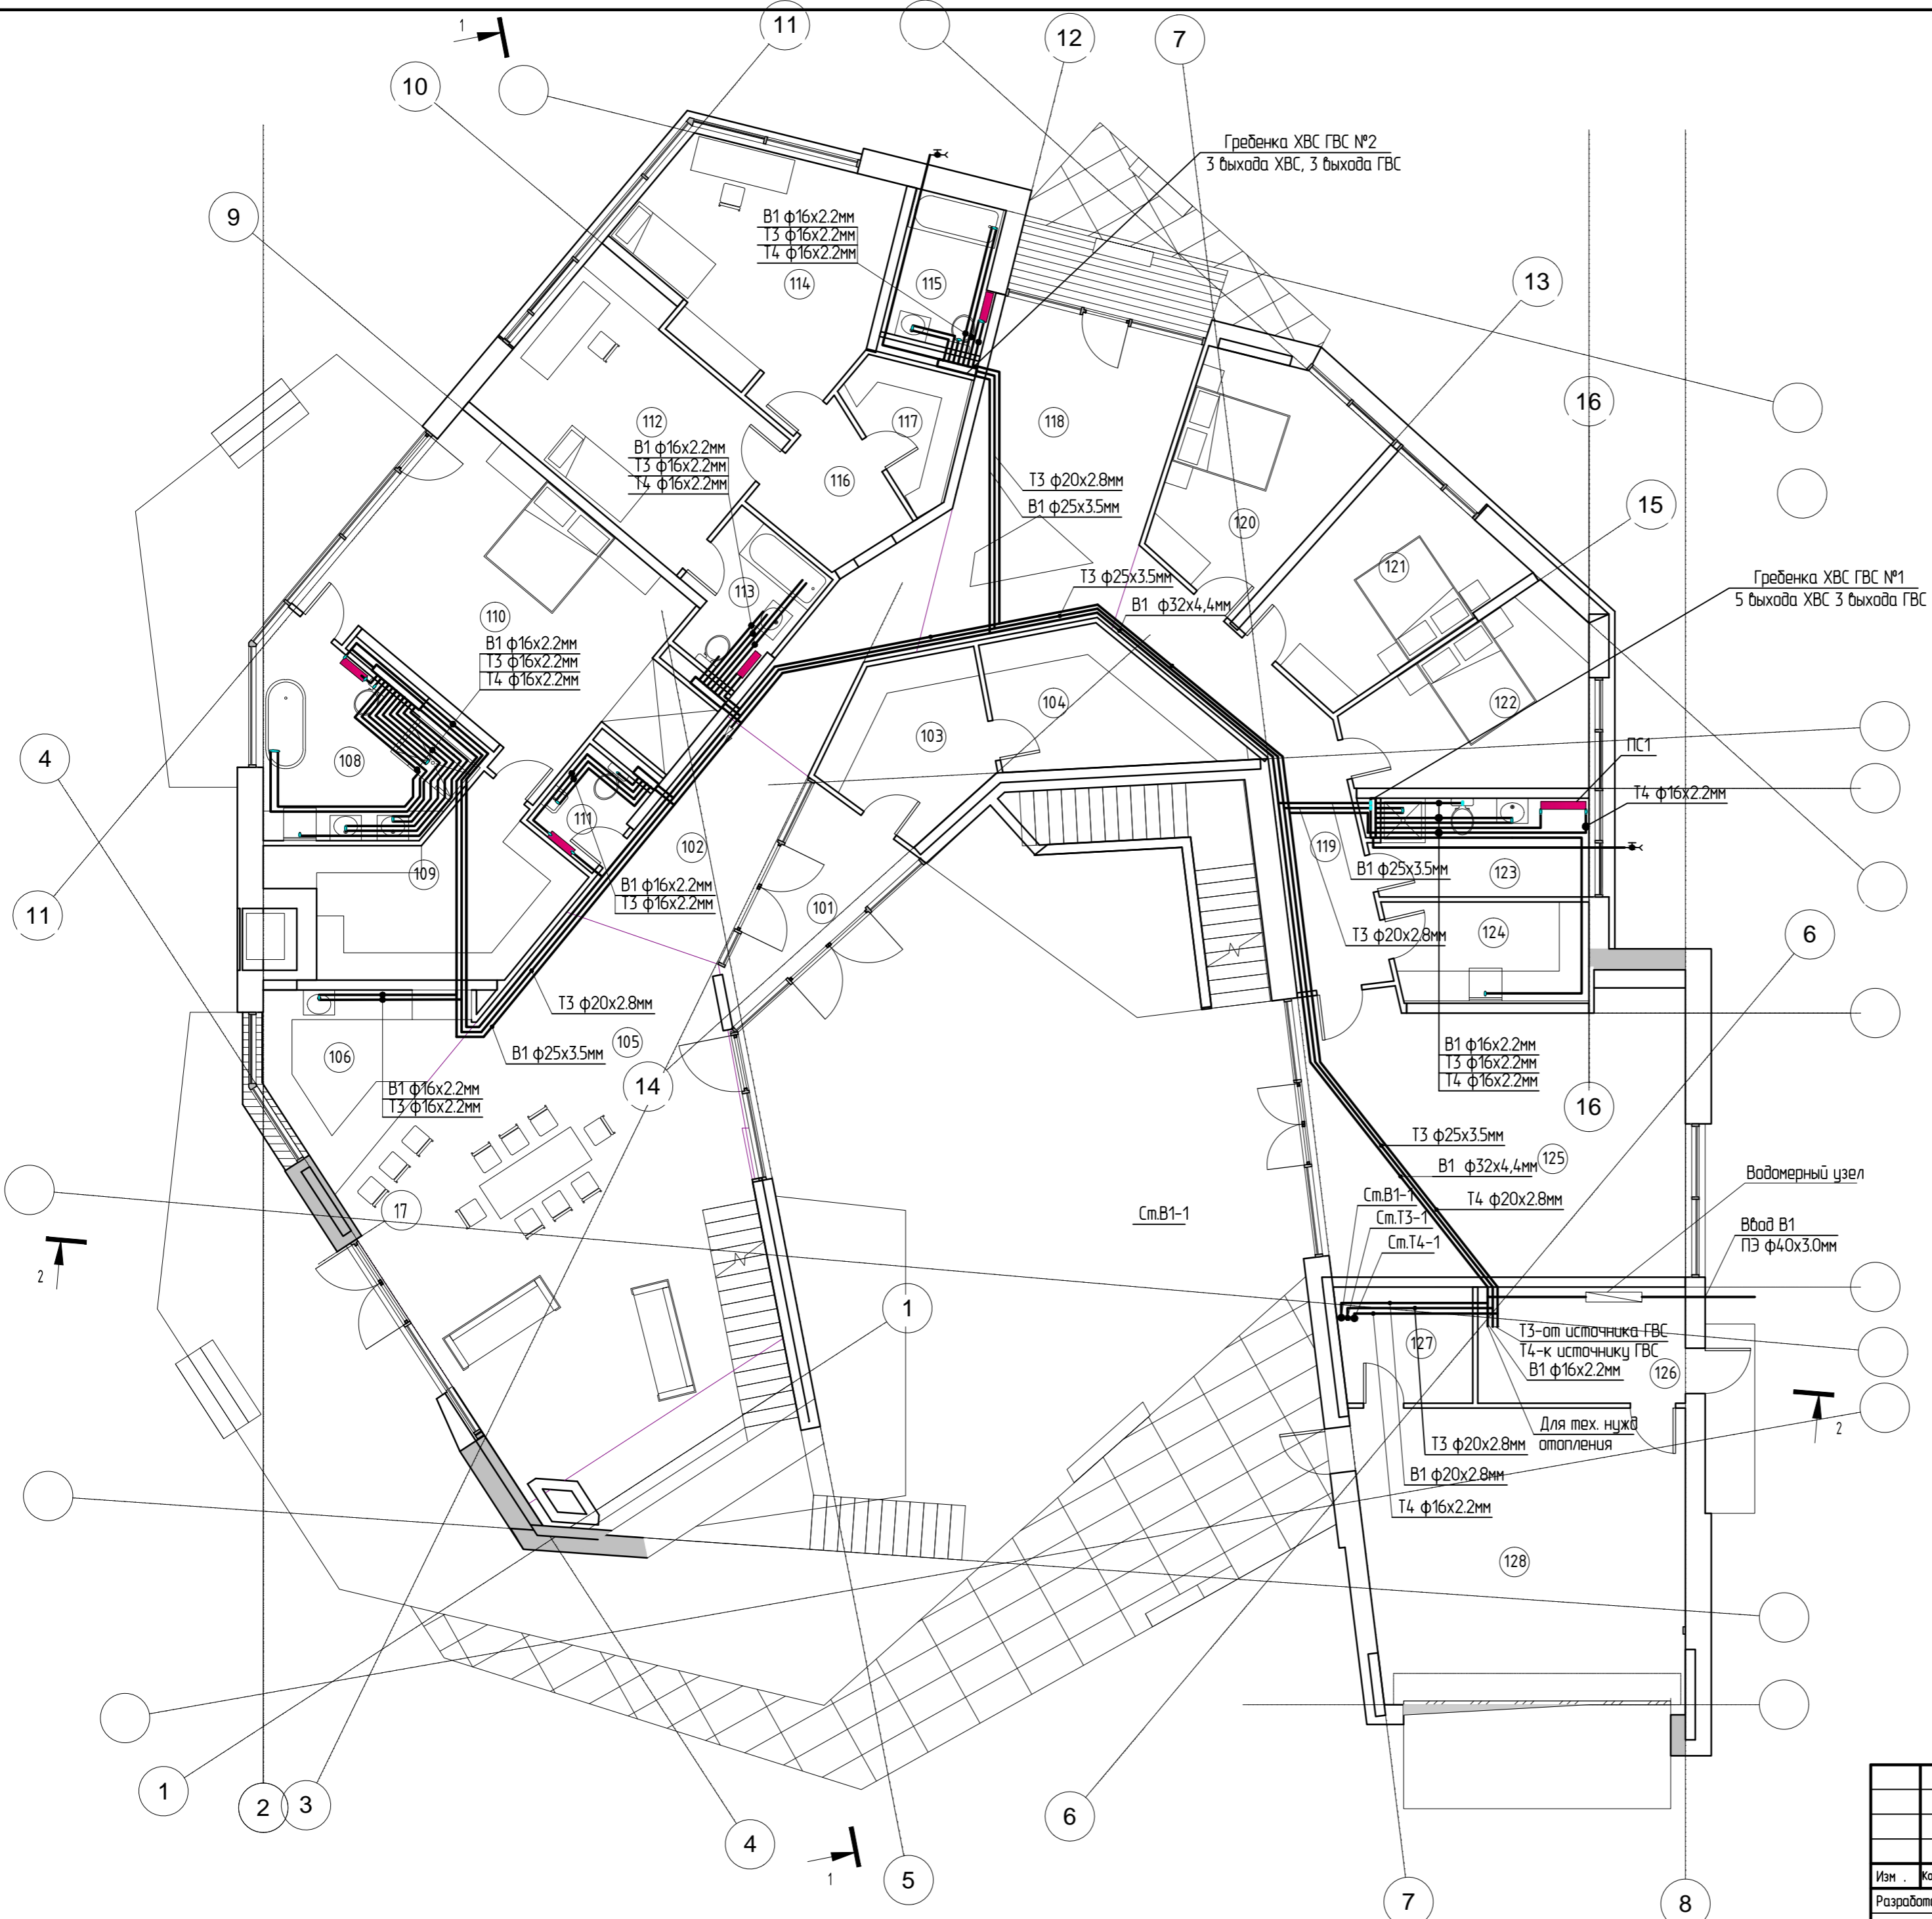 1
11
12
7
10
Гребенка ХВС ГВС №2
3 выхода ХВС, 3 выхода ГВС
9
В1 ф16х2.2мм
Т3 ф16х2.2мм
Т4 ф16х2.2мм
114
115
13
16
112
117
118
В1 ф16х2.2мм
Т3 ф16х2.2мм
Т4 ф16х2.2мм
116
Т3 ф20х2.8мм
В1 ф25х3.5мм
120
15
121
Т3 ф25х3.5мм
В1 ф32х4,4мм
Гребенка ХВС ГВС №1
5 выхода ХВС 3 выхода ГВС
113
110
В1 ф16х2.2мм
Т3 ф16х2.2мм
Т4 ф16х2.2мм
104
122
103
ПС1
4
108
Т4 ф16х2.2мм
111
102
119
109
В1 ф25х3.5мм
123
В1 ф16х2.2мм
Т3 ф16х2.2мм
101
11
Т3 ф20х2.8мм
124
6
Т3 ф20х2.8мм
105
В1 ф25х3.5мм
106
14
В1 ф16х2.2мм
Т3 ф16х2.2мм
В1 ф16х2.2мм
Т3 ф16х2.2мм
Т4 ф16х2.2мм
16
Т3 ф25х3.5мм
В1 ф32х4,4мм
125
Водомерный узел
Т4 ф20х2.8мм
17
Ст.В1-1
Ст.В1-1
Ст.Т3-1
Ст.Т4-1
Ввод В1
ПЭ ф40х3.0мм
2
1
127
Т3-от источника ГВС
Т4-к источнику ГВС
В1 ф16х2.2мм
126
2
Для тех. нужд
отопления
Т3 ф20х2.8мм
В1 ф20х2.8мм
Т4 ф16х2.2мм
128
1
2
3
4
1
5
6
7
8
Изм .